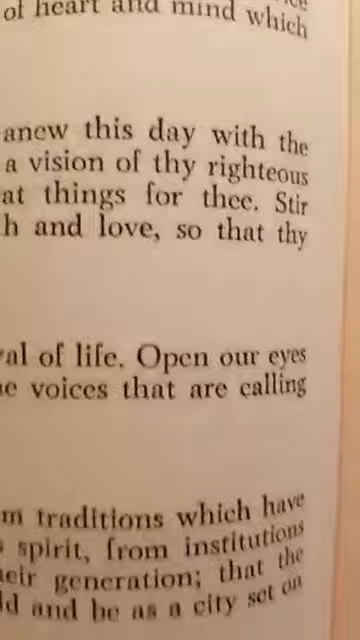 of heart and mind which
anew this day with the
a vision of thy righteous
at things for thee. Stir
h and love, so that thy
val of life. Open our eyes
e voices that are calling
m traditions which have
spirit, from institutions
eir generation; that the
ld and be as a city set on